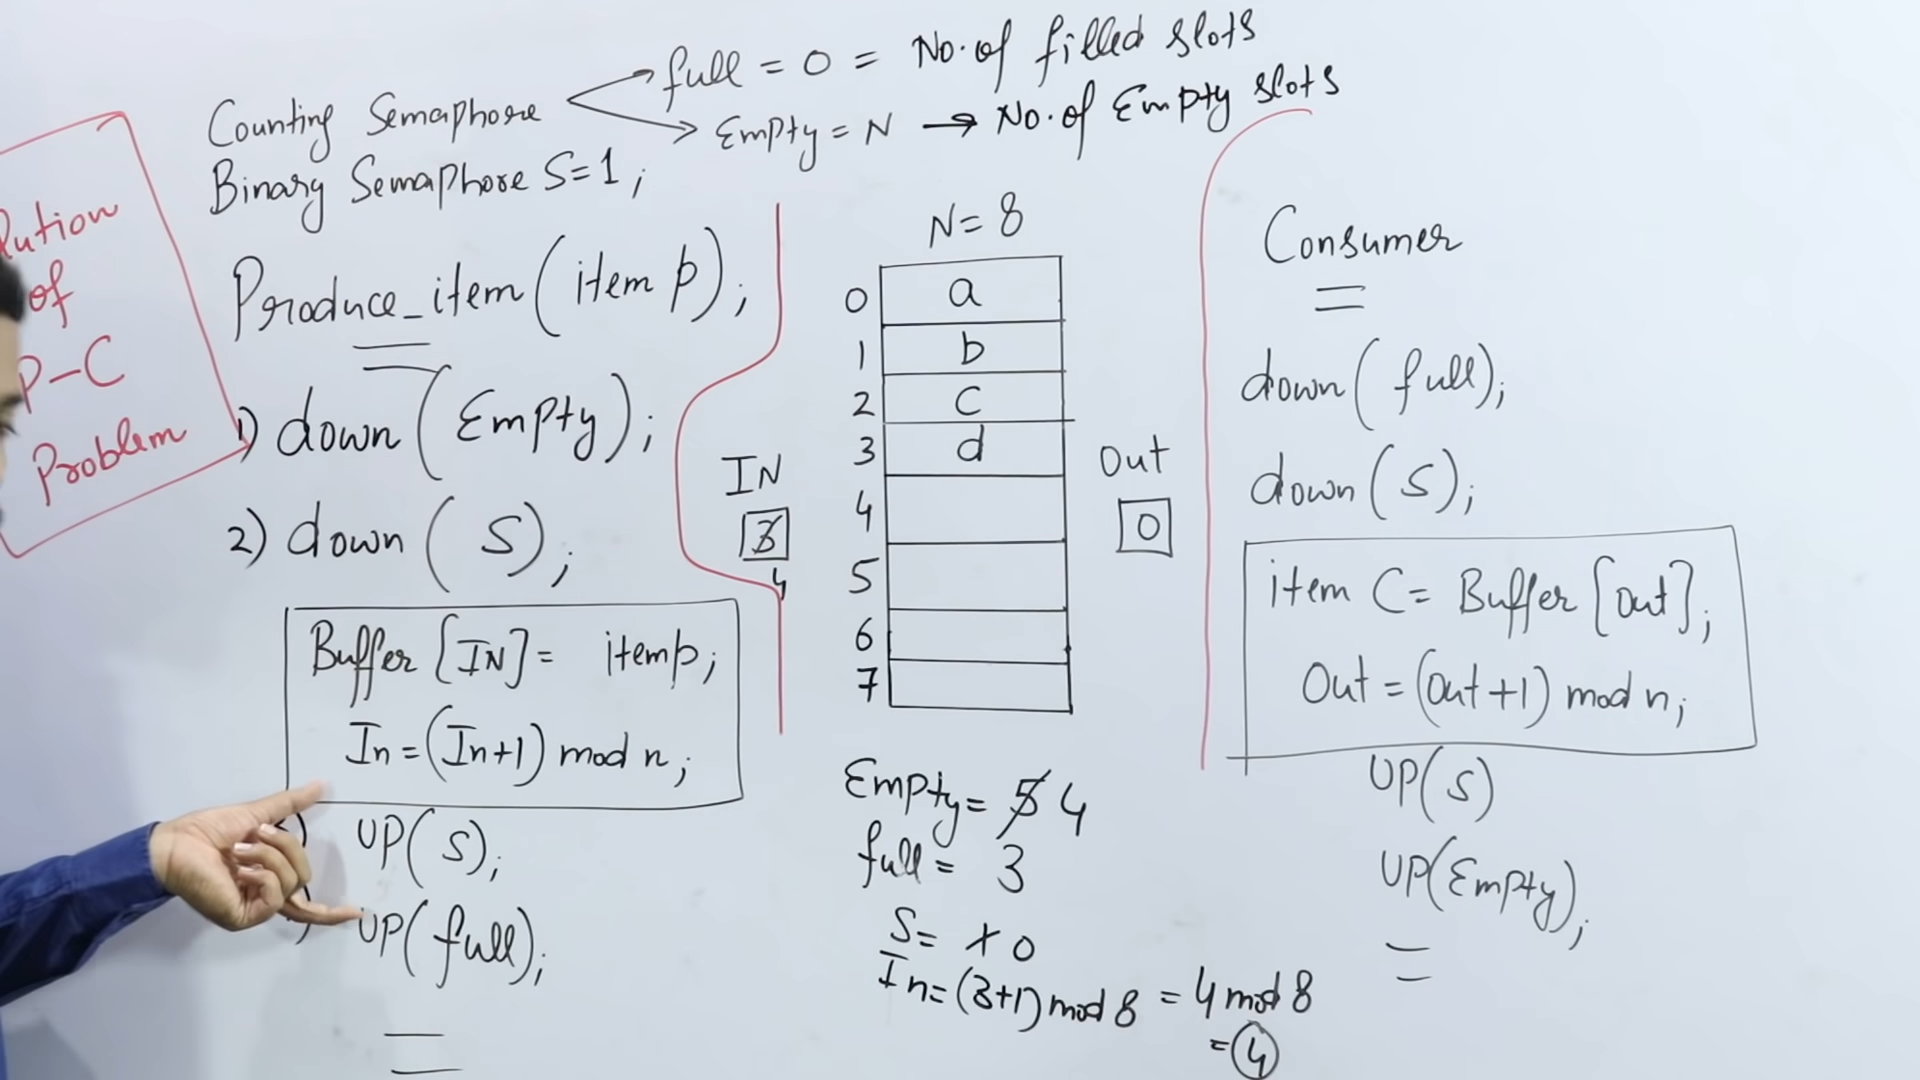 Counting Semaphore
full = 0 = No. of filled slots
Empty = N → No. of Empty slots
Binary Semaphore S=1;
of
P-C
Problem
Produce_item(item p);
1) down(Empty);
2) down(S);
Buffer[IN] = itemp;
In = (In+1) mod n;
UP(S);
UP(full);
N = 8
0 a
1 b
2 c
3 d
4
5
6
7
IN
3
4
Out
0
Empty = 5 4
full = 3
S = 1 0
In = (3+1) mod 8 = 4 mod 8
= 4
Consumer
down(full);
down(S);
item C = Buffer[out];
Out = (out+1) mod n;
UP(S)
UP(Empty);